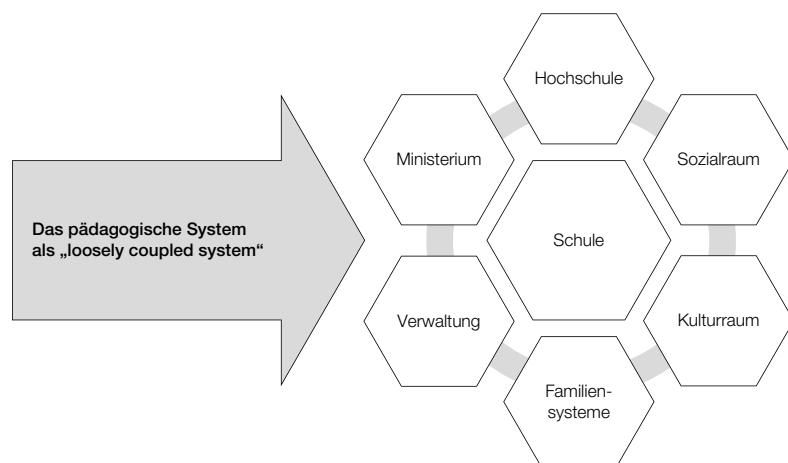 Das pädagogische System
als „loosely coupled system“
Hochschule
Ministerium
Sozialraum
Schule
Verwaltung
Kulturraum
Familien-
systeme